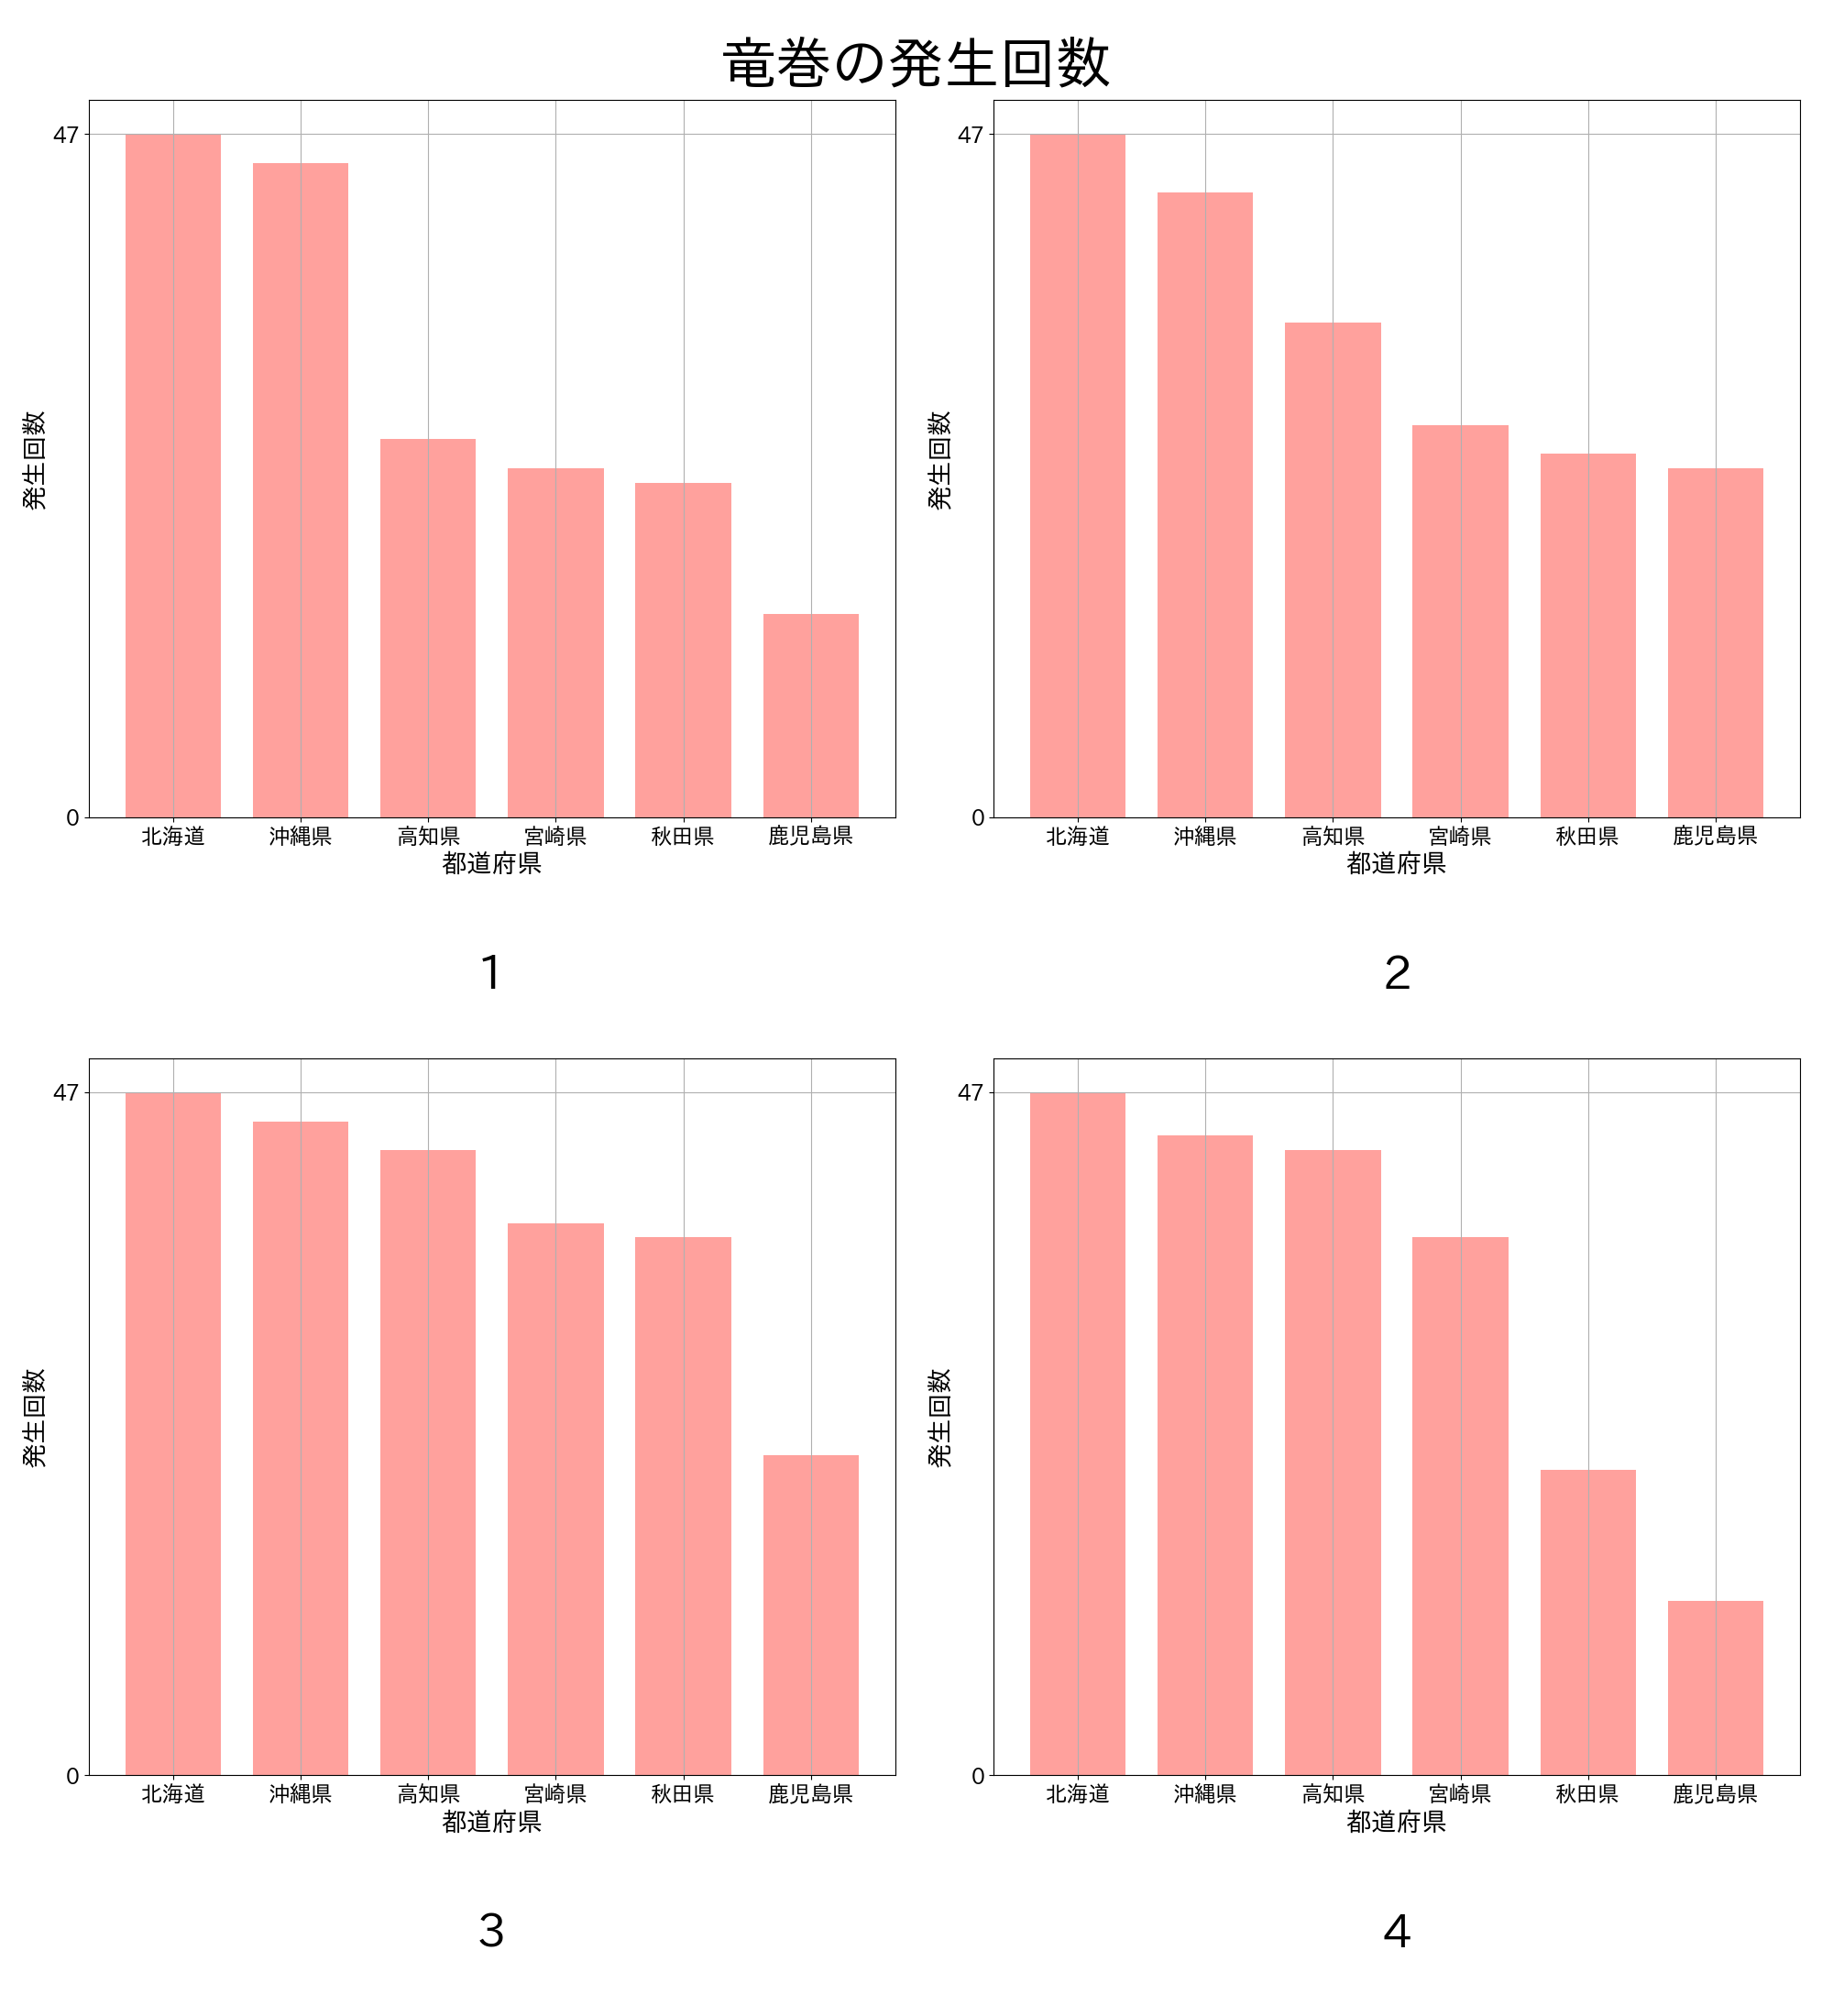 竜巻の発生回数
47
0
発生回数
北海道 沖縄県 高知県 宮崎県 秋田県 鹿児島県
都道府県
1
47
0
発生回数
北海道 沖縄県 高知県 宮崎県 秋田県 鹿児島県
都道府県
2
47
0
発生回数
北海道 沖縄県 高知県 宮崎県 秋田県 鹿児島県
都道府県
3
47
0
発生回数
北海道 沖縄県 高知県 宮崎県 秋田県 鹿児島県
都道府県
4